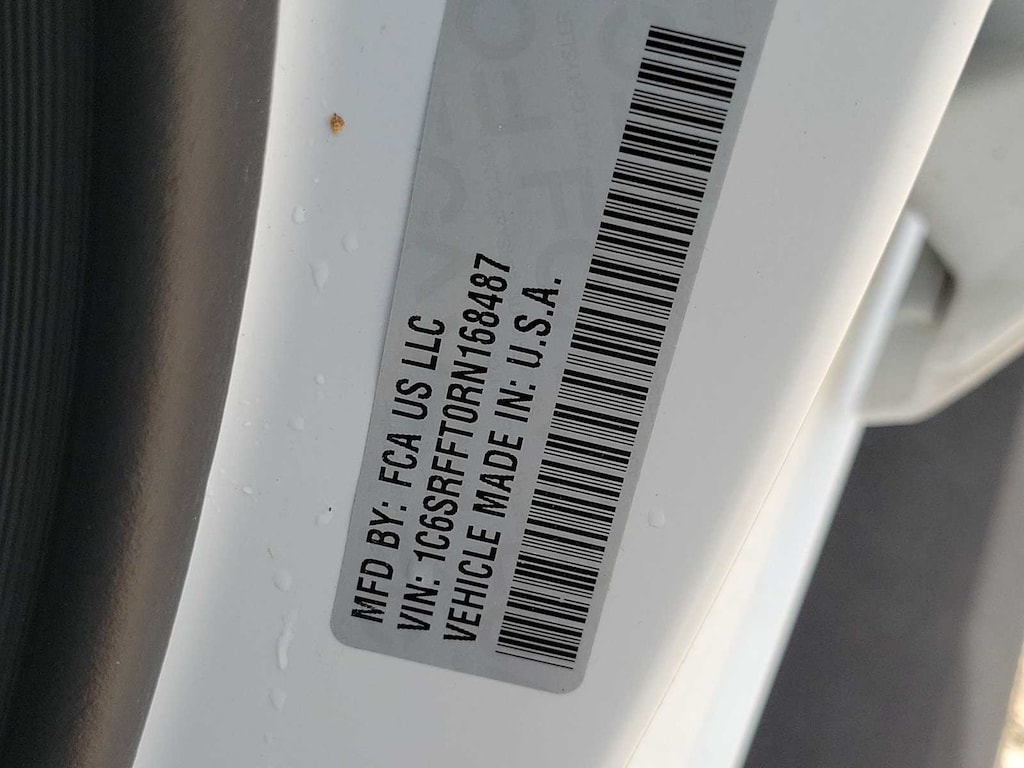 MFD BY: FCA US LLC
VIN: 1C6SRFFT0RN168487
VEHICLE MADE IN: U.S.A.